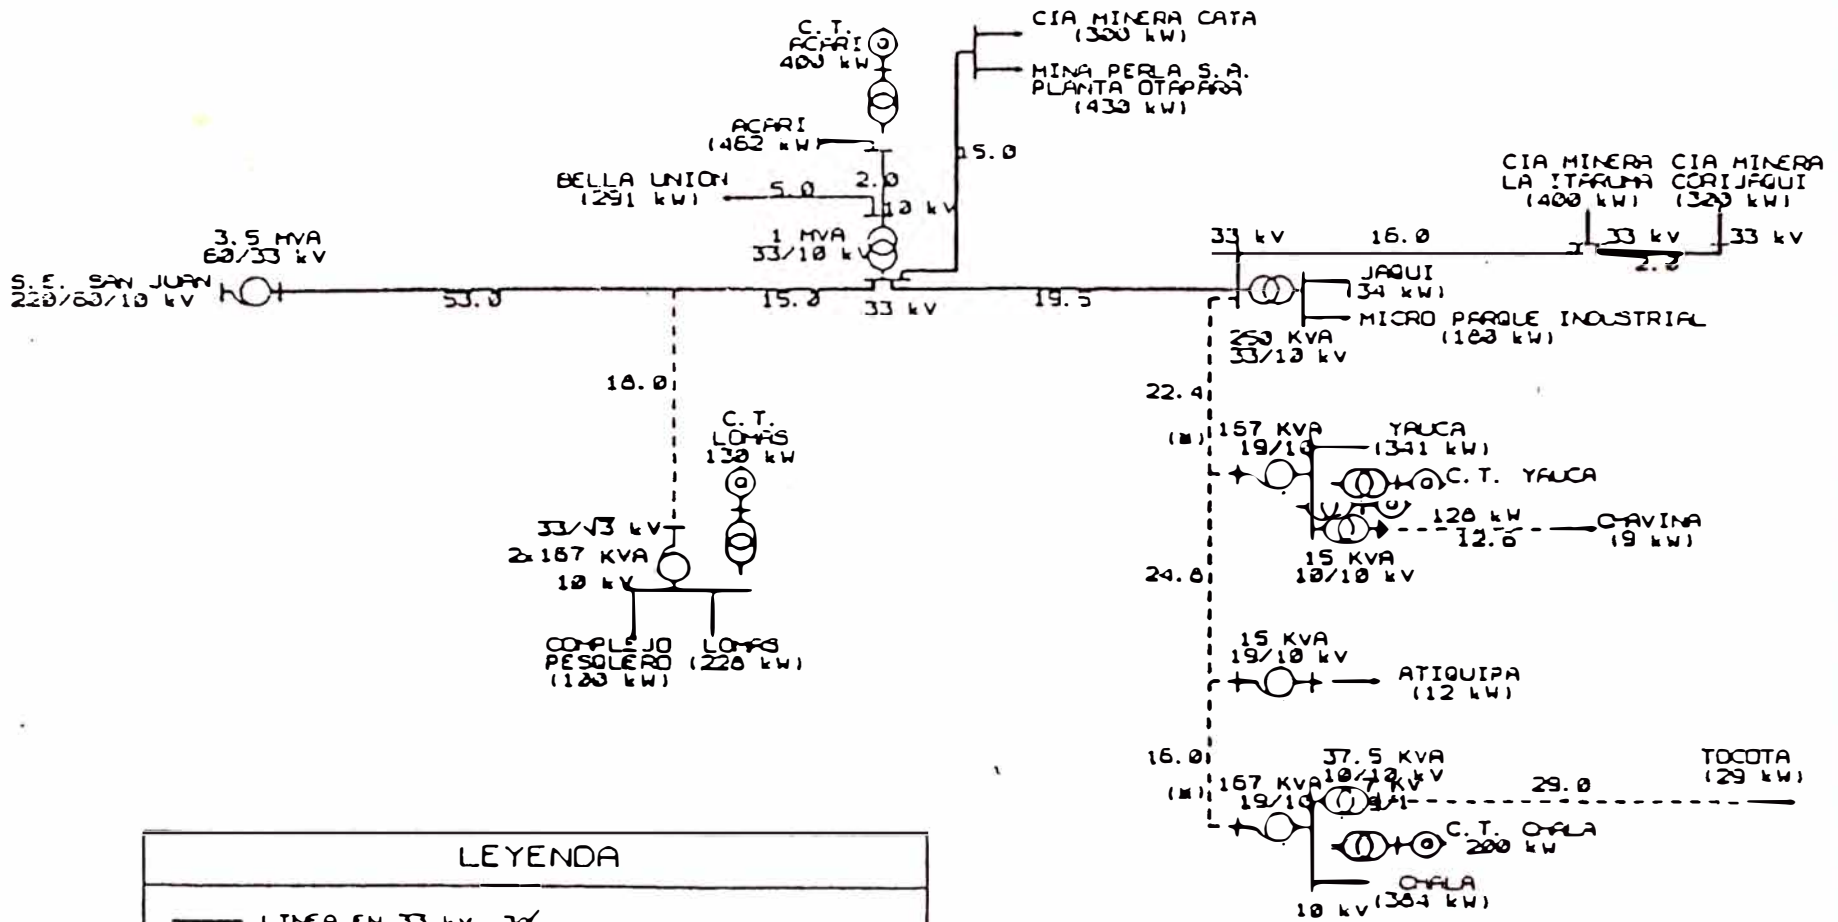 C. T.
ACARI
400 kW
CIA MINERA CATA
(300 kW)
MINA PERLA S.A.
PLANTA OTAPARA
(430 kW)
ACARI
(462 kW)
15.0
BELLA UNION
(291 kW)
5.0
2.0
10 kV
1 MVA
33/10 kV
CIA MINERA
LA ITARUMA
(400 kW)
CIA MINERA
CORIJAQUI
(320 kW)
33 kV
16.0
33 kV
33 kV
2.2
3.5 MVA
60/33 kV
S.E. SAN JUAN
220/60/10 kV
53.0
15.0
33 kV
19.5
JAQUI
(34 kW)
MICRO PARQUE INDUSTRIAL
(180 kW)
250 KVA
33/10 kV
18.0
22.4
C. T.
LOMAS
130 kW
(*)
167 KVA
19/10
YAUCA
(341 kW)
C. T. YAUCA
128 kW
12.6
CHAVINA
(9 kW)
15 KVA
10/10 kV
33/√3 kV
2x167 KVA
10 kV
24.8
COMPLEJO
PESQUERO
(100 kW)
LOMAS
(228 kW)
15 KVA
19/10 kV
ATIQUIPA
(12 kW)
16.0
(*)
167 KVA
19/10
37.5 KVA
10/10 kV
29.0
TOCOTA
(29 kW)
C. T. CHALA
200 kW
CHALA
(384 kW)
10 kV
LEYENDA
LINEA EN 33 kV